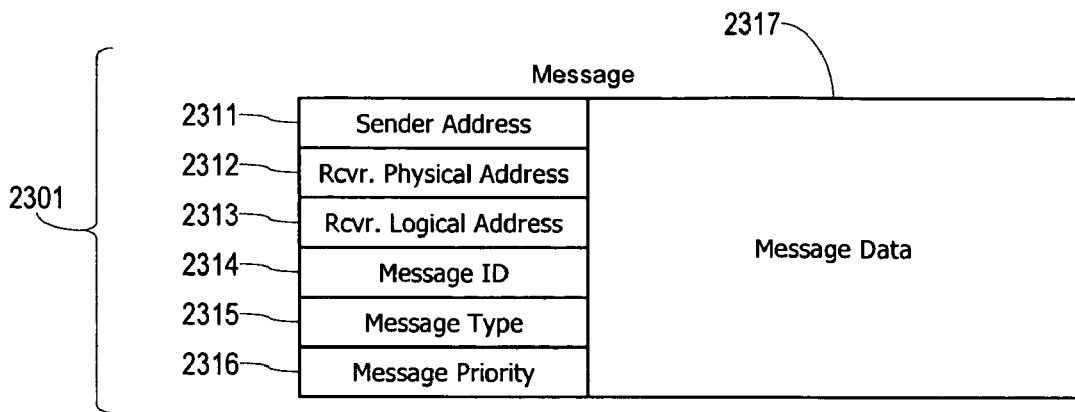 2317
Message
2311 Sender Address
2312 Rcvr. Physical Address
2301
2313 Rcvr. Logical Address
Message Data
2314 Message ID
2315 Message Type
2316 Message Priority